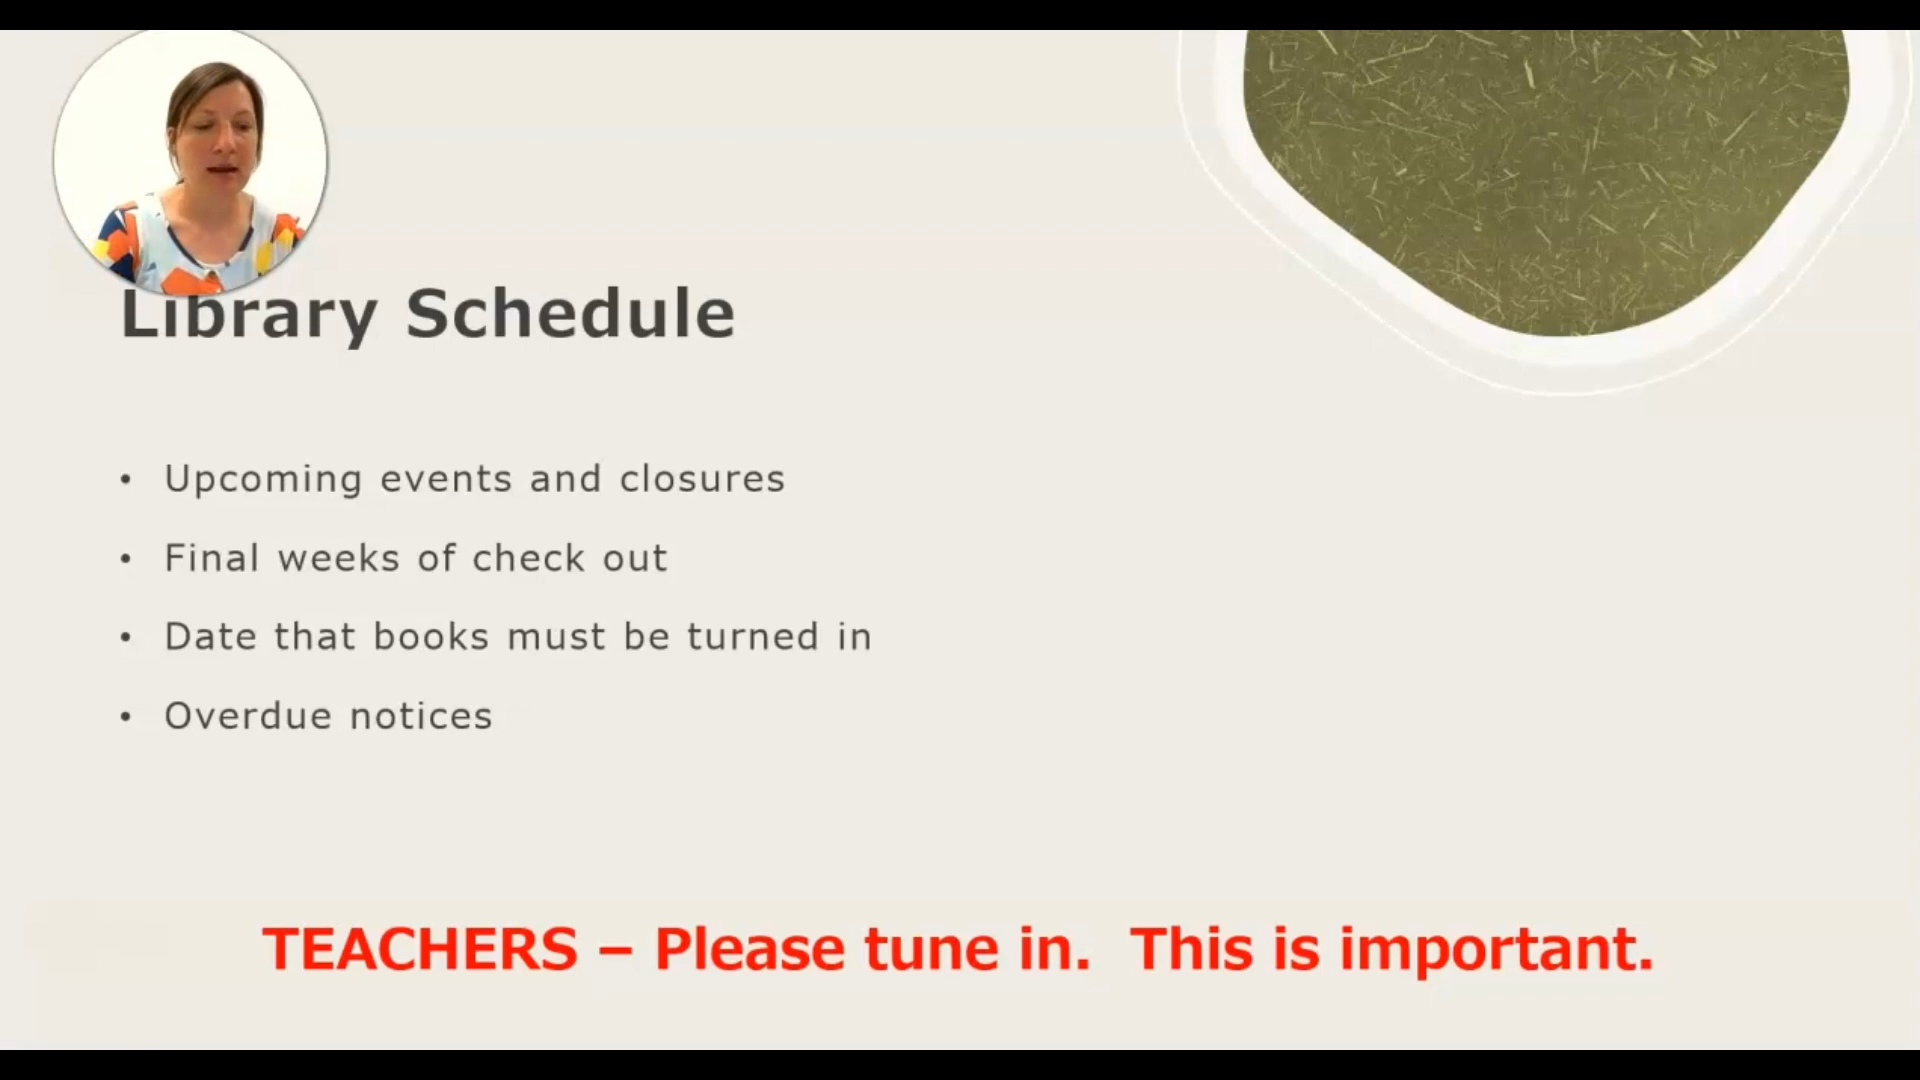 Library Schedule
• Upcoming events and closures
• Final weeks of check out
• Date that books must be turned in
• Overdue notices
TEACHERS – Please tune in.  This is important.